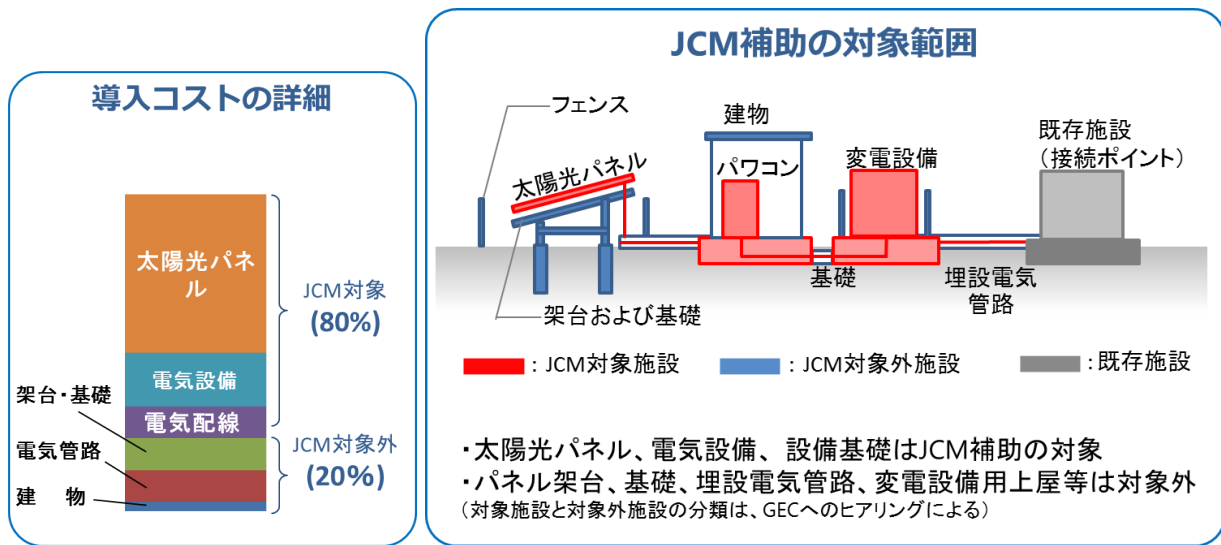 導入コストの詳細
太陽光パネ
ル
電気設備
電気配線
架台・基礎
電気管路
建 物
JCM対象
(80%)
JCM対象外
(20%)
JCM補助の対象範囲
フェンス
太陽光パネル
建物
パワコン
変電設備
既存施設
（接続ポイント）
基礎
埋設電気
管路
架台および基礎
：JCM対象施設
：JCM対象外施設
：既存施設
・太陽光パネル、電気設備、 設備基礎はJCM補助の対象
・パネル架台、基礎、埋設電気管路、変電設備用上屋等は対象外
（対象施設と対象外施設の分類は、GECへのヒアリングによる）